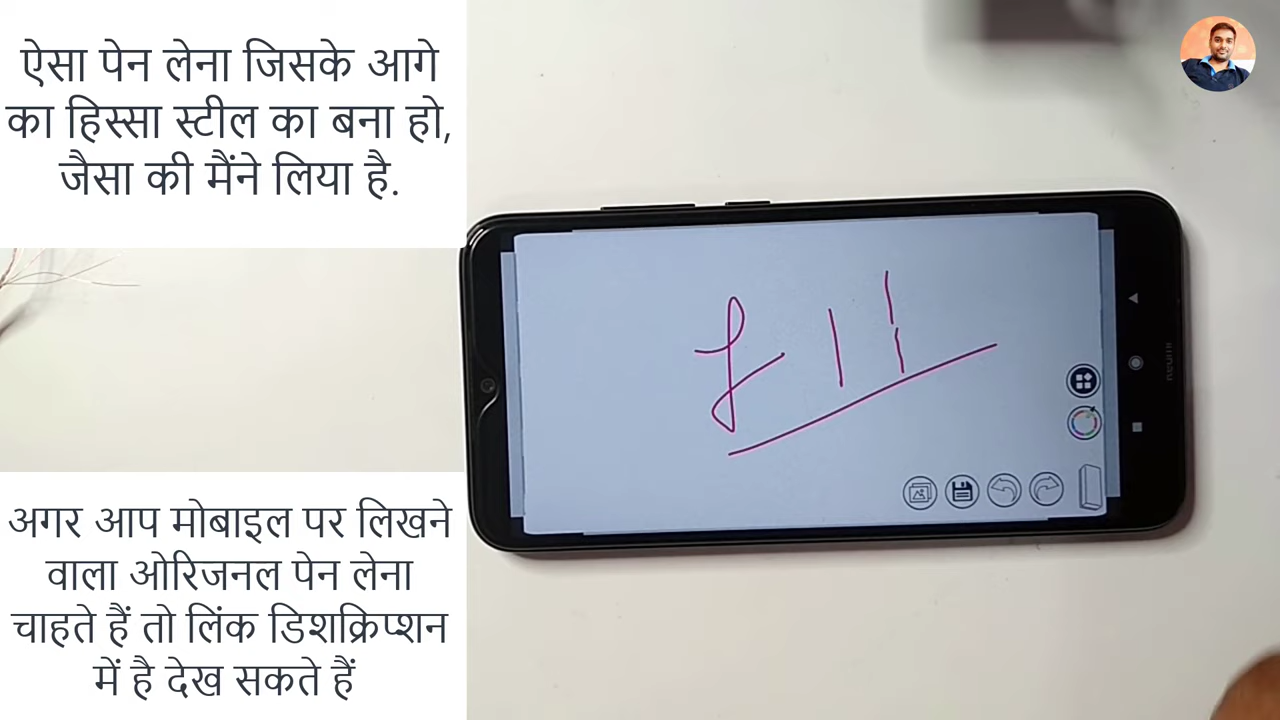 ऐसा पेन लेना जिसके आगे
का हिस्सा स्टील का बना हो,
जैसा की मैंने लिया है.
अगर आप मोबाइल पर लिखने
वाला ओरिजनल पेन लेना
चाहते हैं तो लिंक डिशक्रिप्शन
में है देख सकते हैं